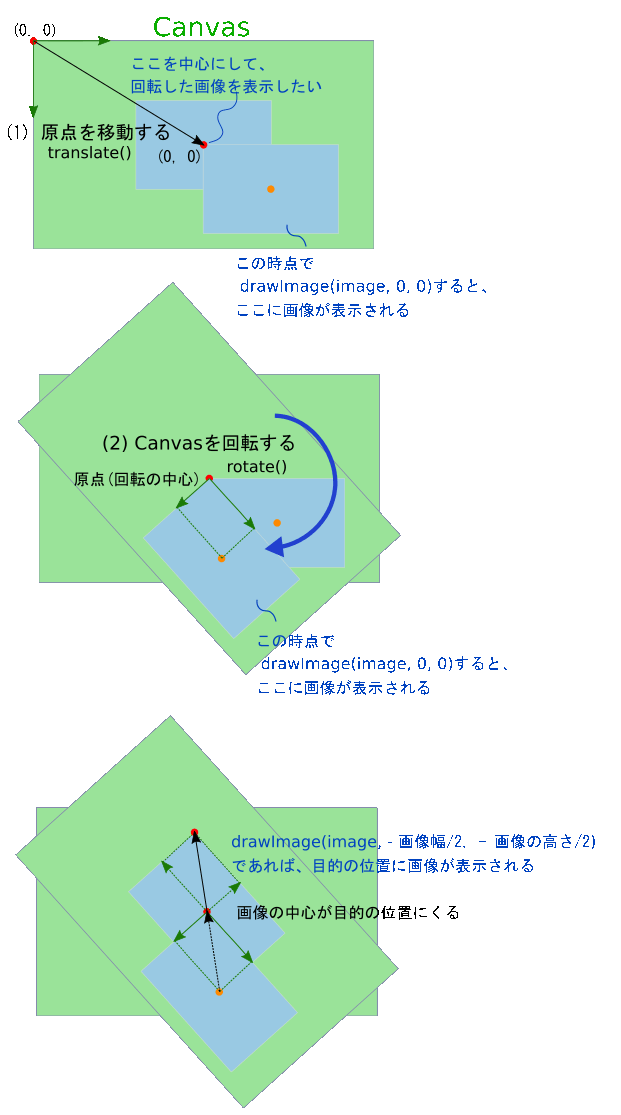 Canvas
(0, 0)
ここを中心にして、
回転した画像を表示したい
(1) 原点を移動する
translate()
(0, 0)
この時点で
drawImage(image, 0, 0)すると、
ここに画像が表示される
(2) Canvasを回転する
rotate()
原点(回転の中心)
この時点で
drawImage(image, 0, 0)すると、
ここに画像が表示される
drawImage(image, - 画像幅/2, - 画像の高さ/2)
であれば、目的の位置に画像が表示される
画像の中心が目的の位置にくる